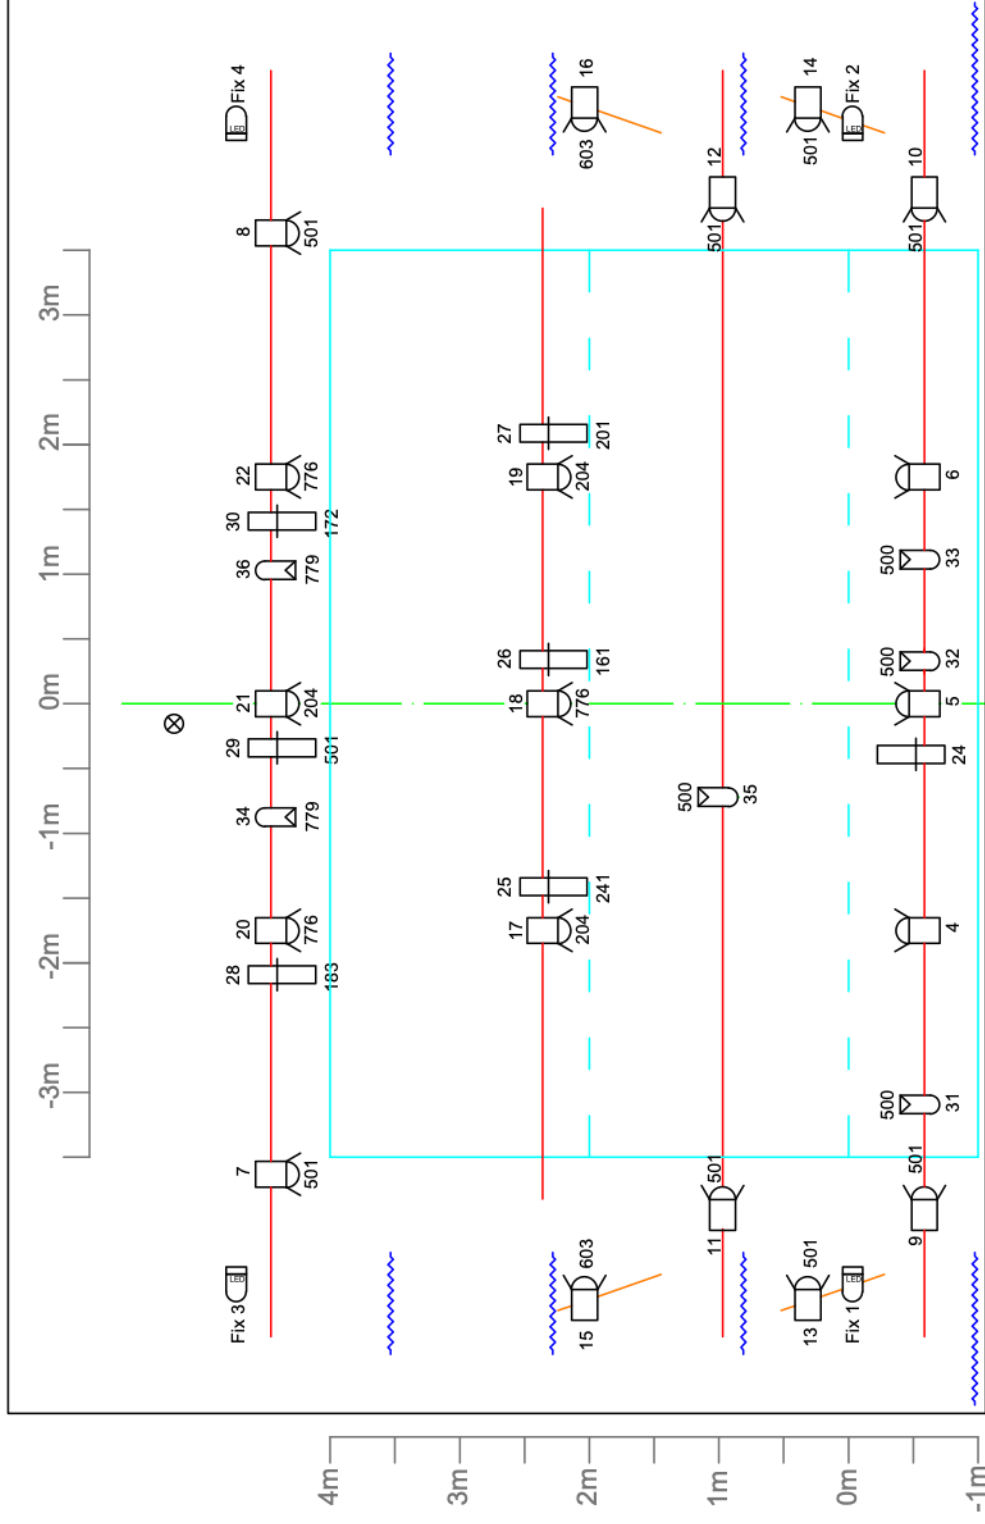 -3m -2m -1m 0m 1m 2m 3m
Fix 3 7 28 20 34 29 21 36 30 22 8 Fix 4
LED LED
501 183 776 779 501 204 779 172 776 501
4m
3m
17 25 18 26 19 27
204 241 776 161 204 201
2m
15 603 603 16
500
11 501 501 12
1m
35
13 501 501 14
Fix 1 Fix 2
LED LED
0m
500 500 500
9 501 501 10
31 4 24 5 32 33 6
-1m